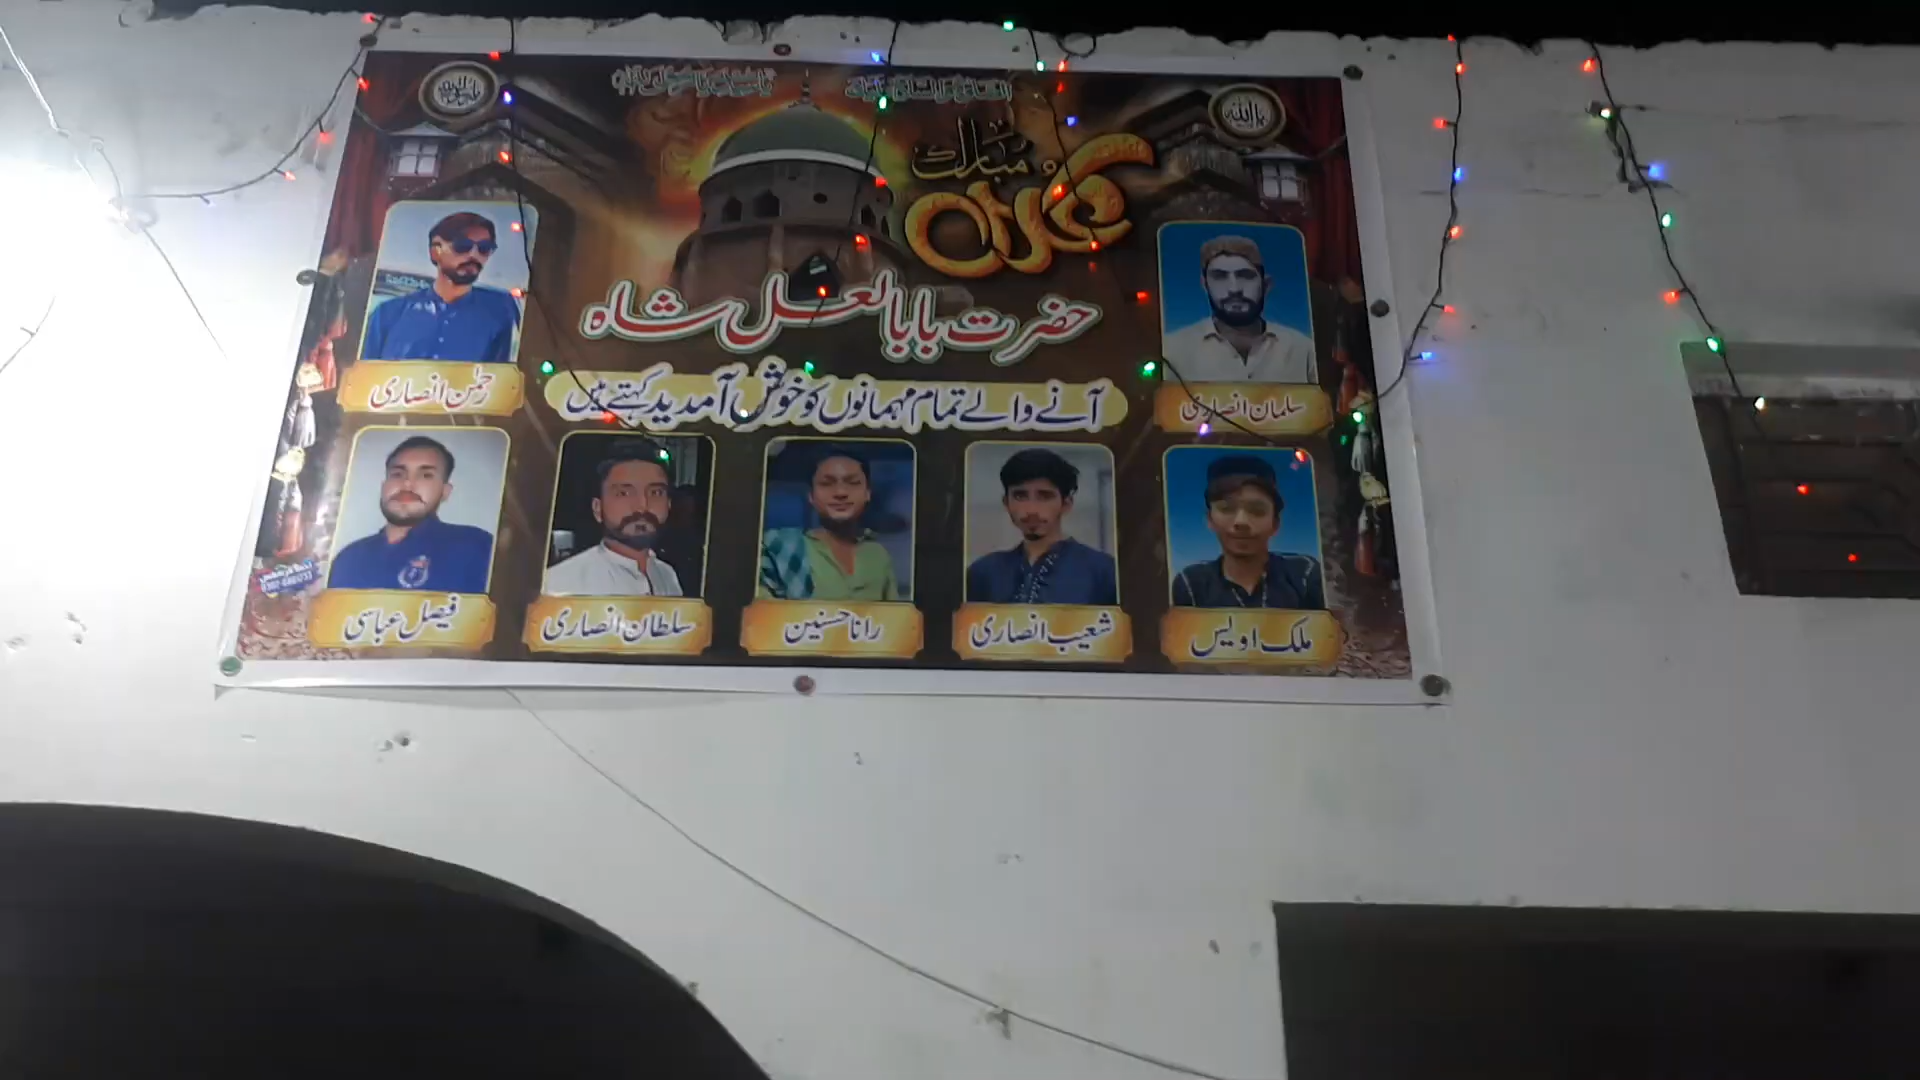 یا اللہ
عرس مبارک
حضرت بابا لعل شاہ
آنے والے تمام مہمانوں کو خوش آمدید کہتے ہیں
سلمان انصاری
رحمٰن انصاری
ملک اویس
شعیب انصاری
رانا حسنین
سلطان انصاری
فیصل عباسی